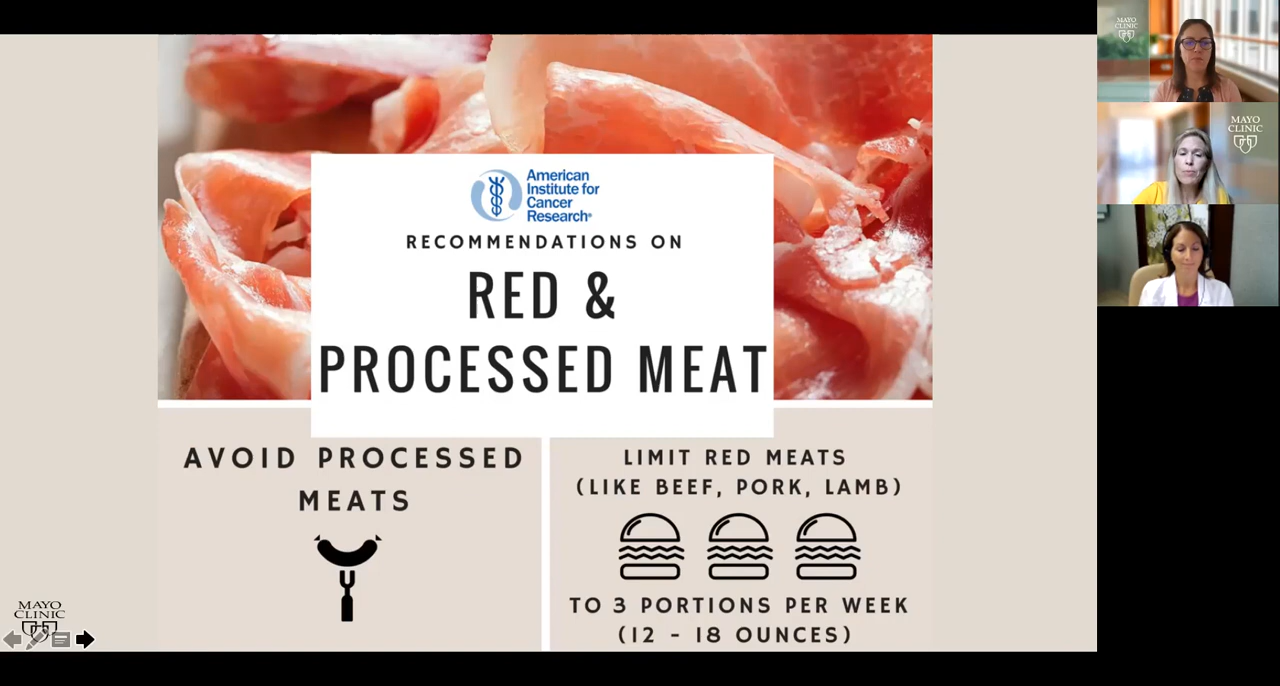 American
Institute for
Cancer
Research®
RECOMMENDATIONS ON
RED &
PROCESSED MEAT
AVOID PROCESSED
MEATS
LIMIT RED MEATS
(LIKE BEEF, PORK, LAMB)
TO 3 PORTIONS PER WEEK
(12 - 18 OUNCES)
MAYO
CLINIC
MAYO
CLINIC
MAYO
CLINIC